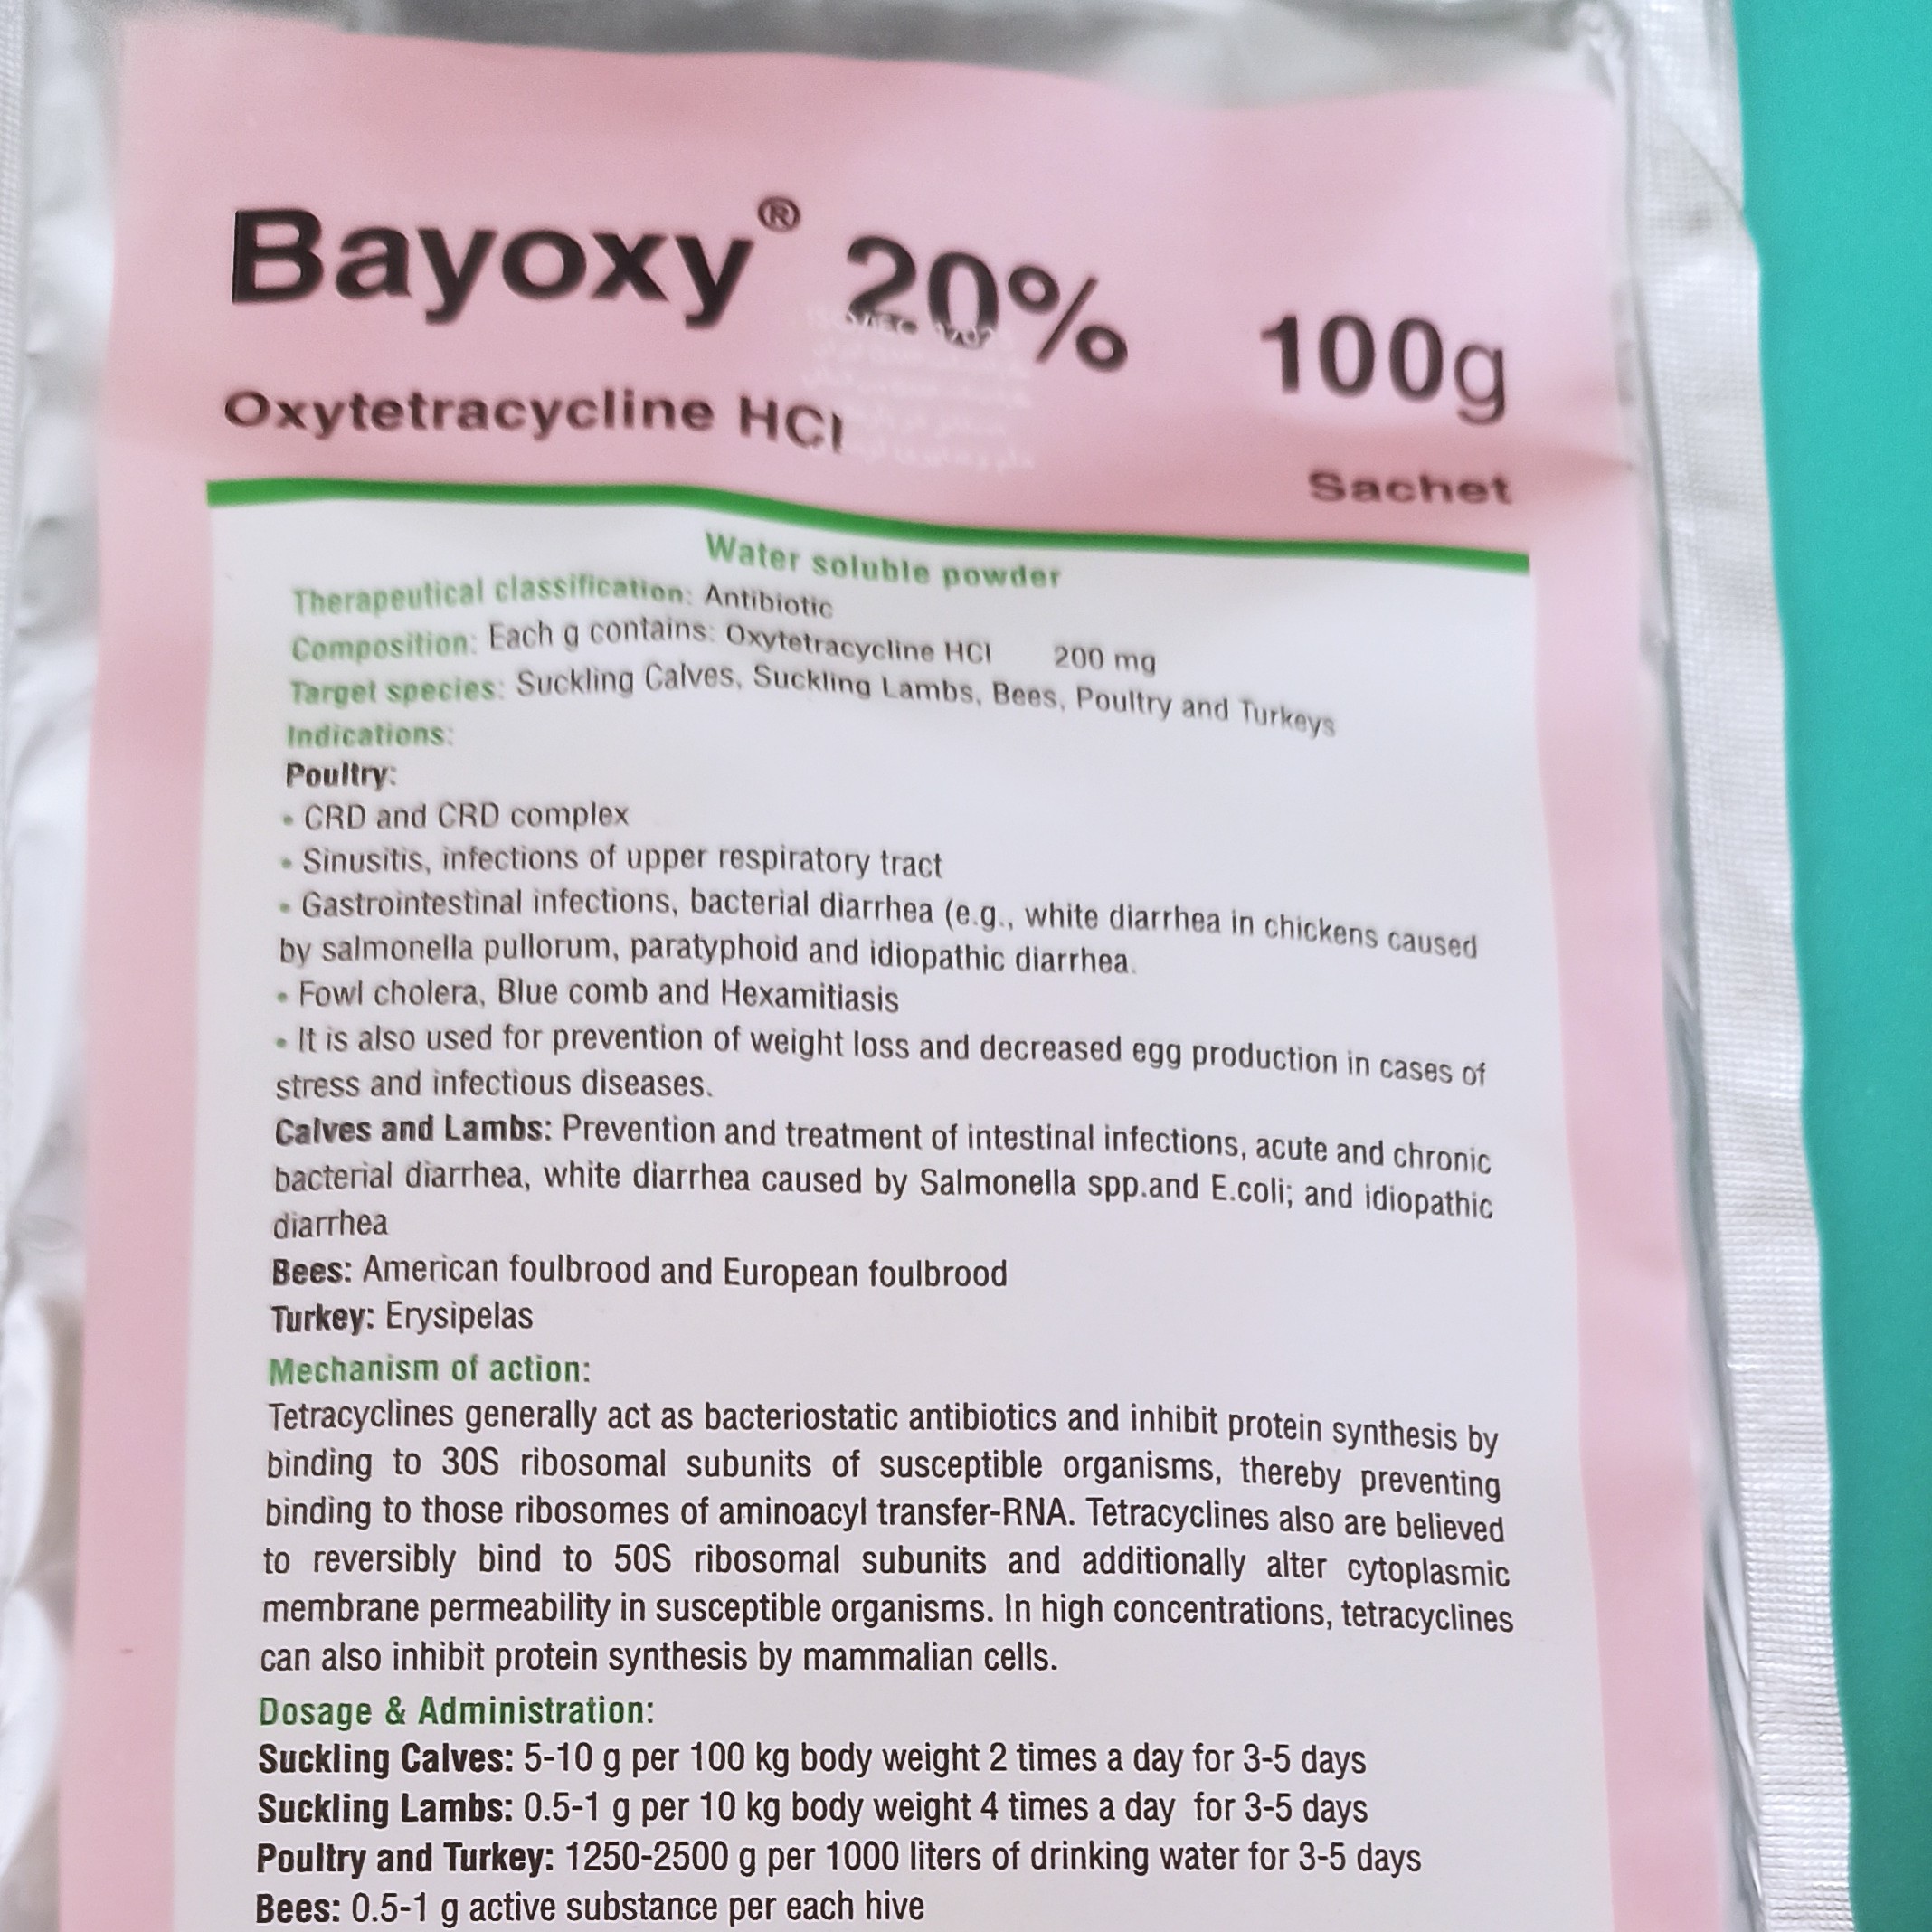 Bayoxy® 20% 100g
Oxytetracycline HCl
Sachet
Water soluble powder
Therapeutical classification: Antibiotic
Composition: Each g contains: Oxytetracycline HCl 200 mg
Target species: Suckling Calves, Suckling Lambs, Bees, Poultry and Turkeys
Indications:
Poultry:
• CRD and CRD complex
• Sinusitis, infections of upper respiratory tract
• Gastrointestinal infections, bacterial diarrhea (e.g., white diarrhea in chickens caused
by salmonella pullorum, paratyphoid and idiopathic diarrhea.
• Fowl cholera, Blue comb and Hexamitiasis
• It is also used for prevention of weight loss and decreased egg production in cases of
stress and infectious diseases.
Calves and Lambs: Prevention and treatment of intestinal infections, acute and chronic
bacterial diarrhea, white diarrhea caused by Salmonella spp.and E.coli; and idiopathic
diarrhea
Bees: American foulbrood and European foulbrood
Turkey: Erysipelas
Mechanism of action:
Tetracyclines generally act as bacteriostatic antibiotics and inhibit protein synthesis by
binding to 30S ribosomal subunits of susceptible organisms, thereby preventing
binding to those ribosomes of aminoacyl transfer-RNA. Tetracyclines also are believed
to reversibly bind to 50S ribosomal subunits and additionally alter cytoplasmic
membrane permeability in susceptible organisms. In high concentrations, tetracyclines
can also inhibit protein synthesis by mammalian cells.
Dosage & Administration:
Suckling Calves: 5-10 g per 100 kg body weight 2 times a day for 3-5 days
Suckling Lambs: 0.5-1 g per 10 kg body weight 4 times a day for 3-5 days
Poultry and Turkey: 1250-2500 g per 1000 liters of drinking water for 3-5 days
Bees: 0.5-1 g active substance per each hive